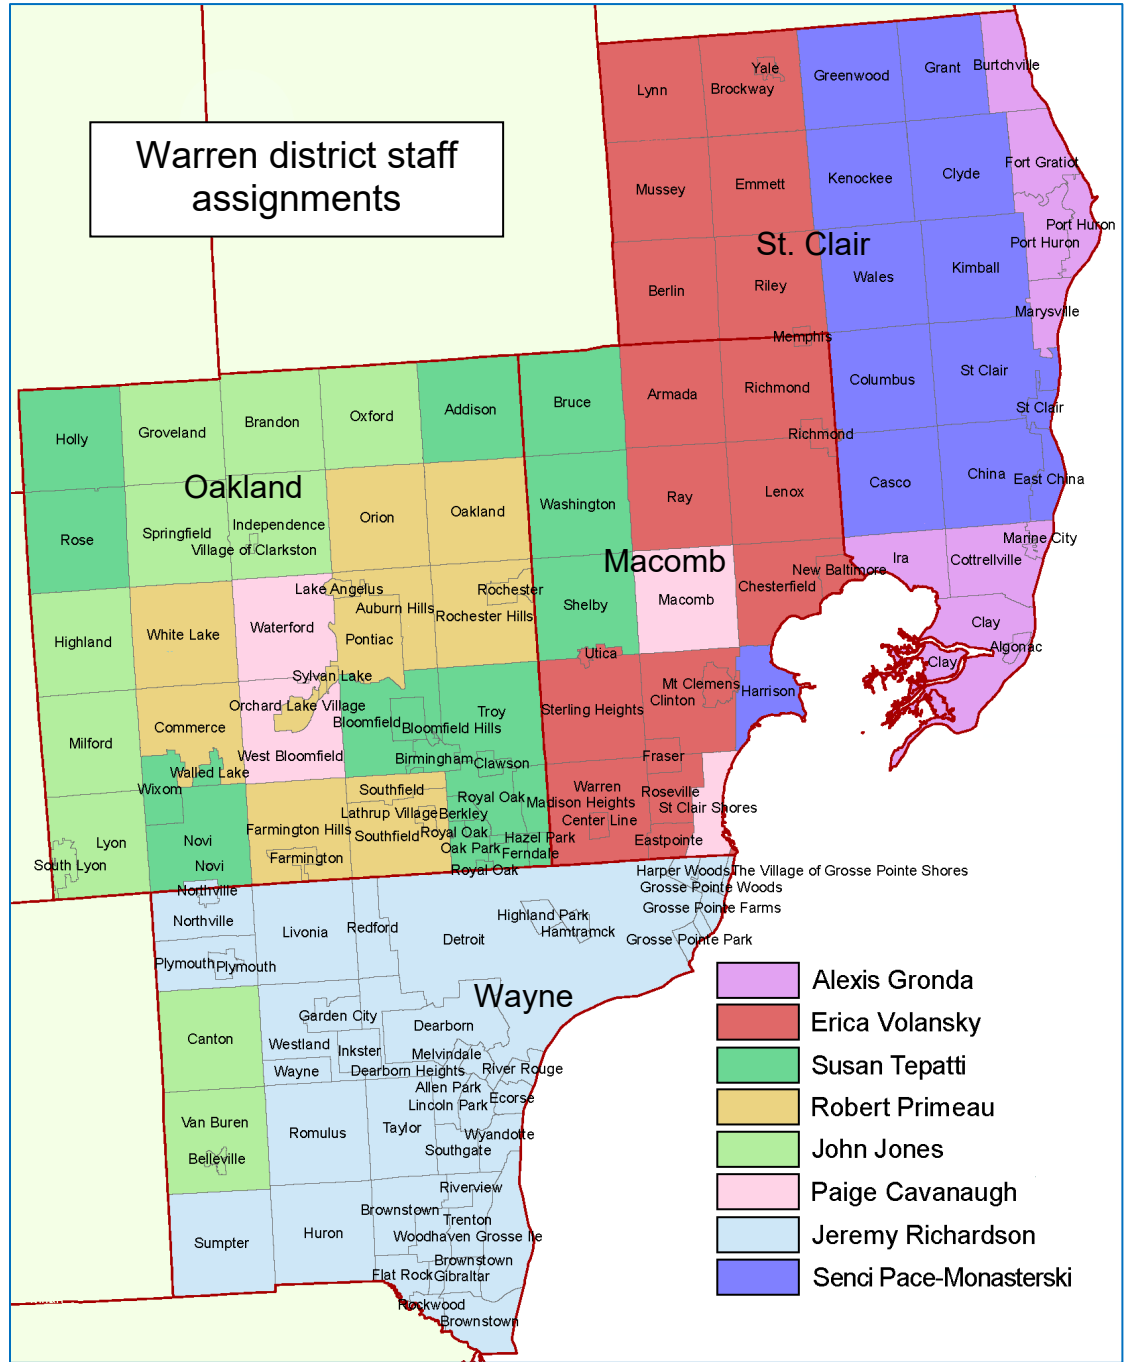 Warren district staff
assignments
Yale
Lynn
Brockway
Greenwood
Grant
Burtchville
Mussey
Emmett
Kenockee
Clyde
Fort Gratiot
Port Huron
Port Huron
St. Clair
Berlin
Riley
Wales
Kimball
Marysville
Memphis
Armada
Richmond
Columbus
St Clair
St Clair
Richmond
Ray
Lenox
Casco
China
East China
Marine City
Ira
Cottrellville
Clay
Algonac
Clay
Holly
Groveland
Brandon
Oxford
Addison
Bruce
Oakland
Rose
Springfield
Independence
Village of Clarkston
Orion
Oakland
Washington
Macomb
Highland
White Lake
Waterford
Lake Angelus
Auburn Hills
Pontiac
Rochester
Rochester Hills
Shelby
Macomb
New Baltimore
Chesterfield
Utica
Sylvan Lake
Milford
Commerce
Orchard Lake Village
West Bloomfield
Bloomfield
Bloomfield Hills
Troy
Birmingham
Clawson
Sterling Heights
Mt Clemens
Clinton
Harrison
Fraser
Walled Lake
Wixom
Southfield
Lathrup Village
Southfield
Royal Oak
Berkley
Royal Oak
Oak Park
Hazel Park
Ferndale
Royal Oak
Warren
Madison Heights
Center Line
Roseville
St Clair Shores
Eastpointe
Lyon
South Lyon
Novi
Novi
Farmington Hills
Farmington
Northville
Northville
Livonia
Redford
Detroit
Highland Park
Hamtramck
Harper Woods
The Village of Grosse Pointe Shores
Grosse Pointe Woods
Grosse Pointe Farms
Grosse Pointe Park
Plymouth
Plymouth
Wayne
Canton
Garden City
Westland
Inkster
Wayne
Dearborn
Melvindale
Dearborn Heights
River Rouge
Allen Park
Lincoln Park
Ecorse
Van Buren
Belleville
Romulus
Taylor
Wyandotte
Southgate
Sumpter
Huron
Riverview
Brownstown
Trenton
Woodhaven
Grosse Ile
Brownstown
Flat Rock
Gibraltar
Rockwood
Brownstown
Alexis Gronda
Erica Volansky
Susan Tepatti
Robert Primeau
John Jones
Paige Cavanaugh
Jeremy Richardson
Senci Pace-Monasterski